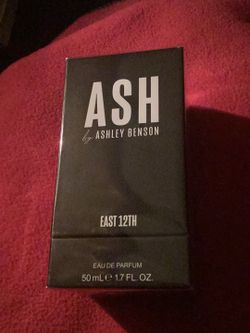 ASH
by ASHLEY BENSON
EAST 12TH
EAU DE PARFUM
50 mL ℮ 1.7 FL. OZ.